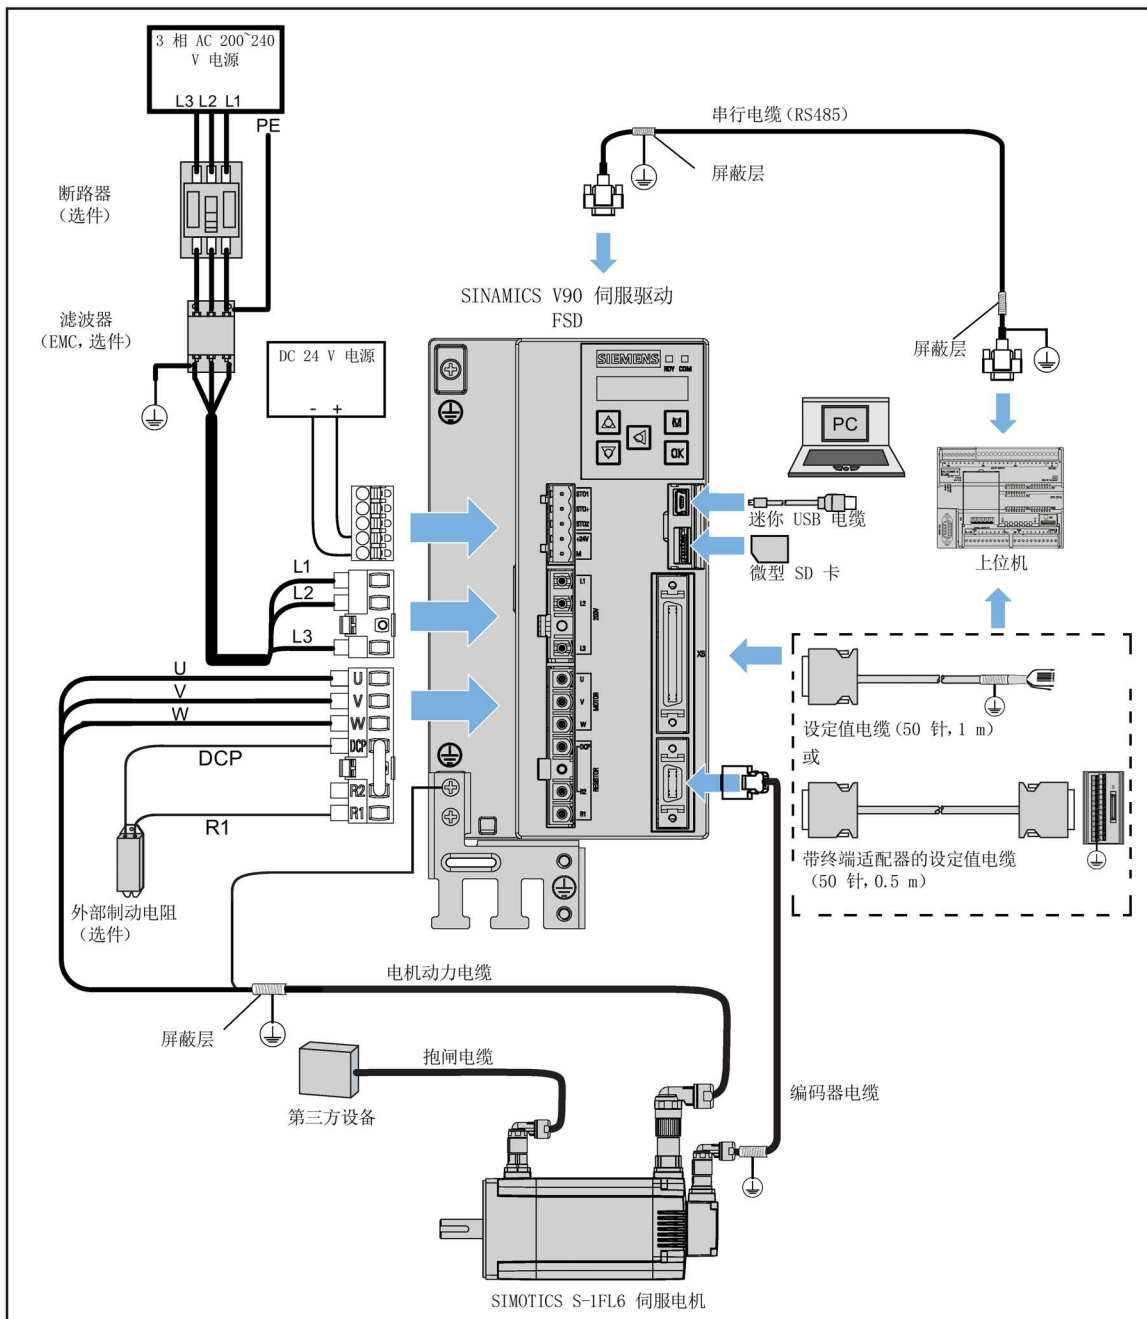 3 相 AC 200~240
V 电源
L3 L2 L1
PE
断路器
(选件)
滤波器
(EMC, 选件)
DC 24 V 电源
- +
串行电缆(RS485)
屏蔽层
屏蔽层
SINAMICS V90 伺服驱动
FSD
SIEMENS
RDY COM
M
OK
PC
迷你 USB 电缆
微型 SD 卡
上位机
STO1
STO+
STO2
+24V
M
L1
L2
L3
200V
U
V
W
MOTOR
DCP
R2
R1
RESISTOR
X8
L1
L2
L3
U
V
W
DCP
R1
U
V
W
DCP
R2
R1
设定值电缆(50 针, 1 m)
或
带终端适配器的设定值电缆
(50 针, 0.5 m)
外部制动电阻
(选件)
电机动力电缆
屏蔽层
抱闸电缆
第三方设备
编码器电缆
SIMOTICS S-1FL6 伺服电机